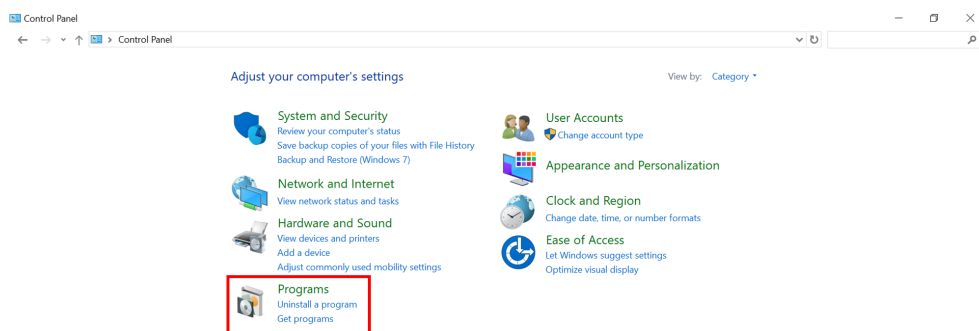 Control Panel
Control Panel
Adjust your computer's settings
View by: Category
System and Security
Review your computer's status
Save backup copies of your files with File History
Backup and Restore (Windows 7)
Network and Internet
View network status and tasks
Hardware and Sound
View devices and printers
Add a device
Adjust commonly used mobility settings
Programs
Uninstall a program
Get programs
User Accounts
Change account type
Appearance and Personalization
Clock and Region
Change date, time, or number formats
Ease of Access
Let Windows suggest settings
Optimize visual display